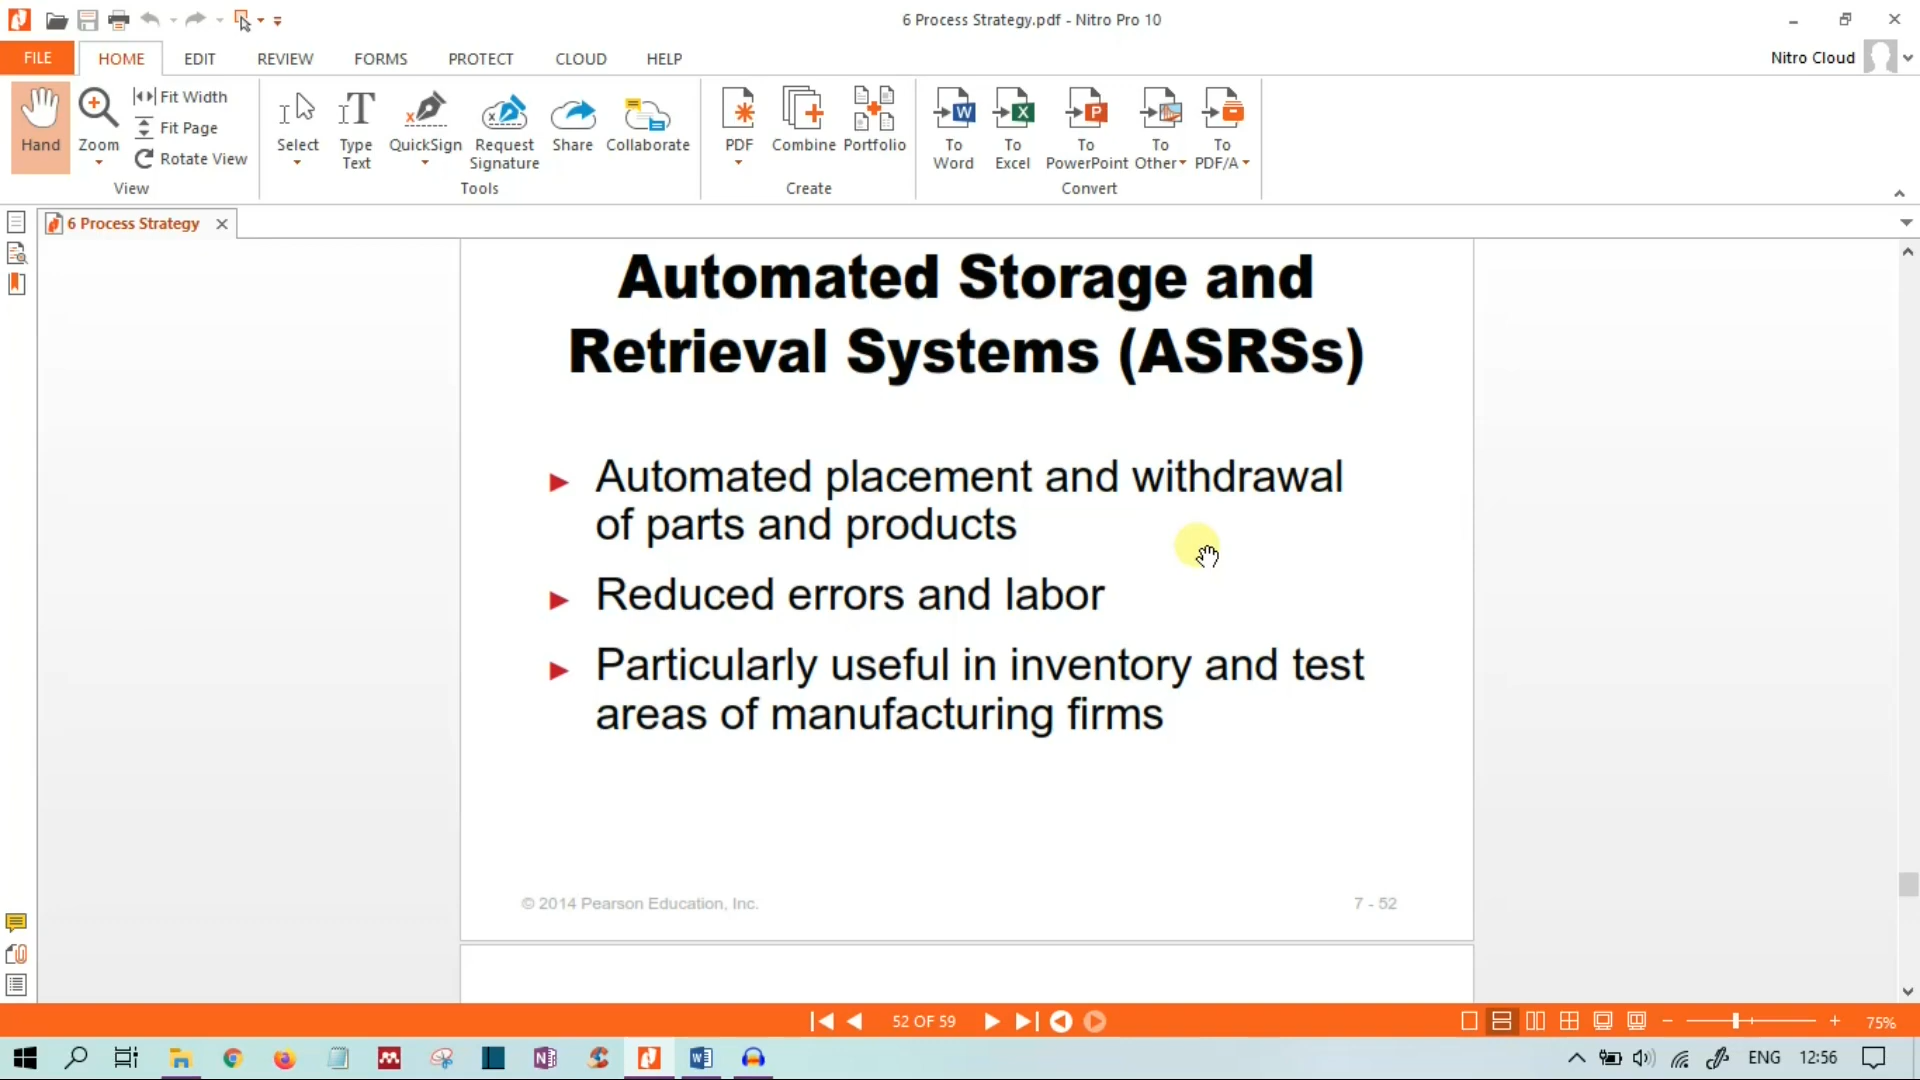 6 Process Strategy.pdf - Nitro Pro 10
FILE
HOME
EDIT
REVIEW
FORMS
PROTECT
CLOUD
HELP
Nitro Cloud
Hand
Zoom
Fit Width
Fit Page
Rotate View
View
Select
Type
Text
QuickSign
Request
Signature
Share
Collaborate
Tools
PDF
Combine
Portfolio
Create
To
Word
To
Excel
To
PowerPoint
To
Other
To
PDF/A
Convert
6 Process Strategy
Automated Storage and
Retrieval Systems (ASRSs)
Automated placement and withdrawal
of parts and products
Reduced errors and labor
Particularly useful in inventory and test
areas of manufacturing firms
© 2014 Pearson Education, Inc.
7 - 52
52 OF 59
75%
ENG
12:56